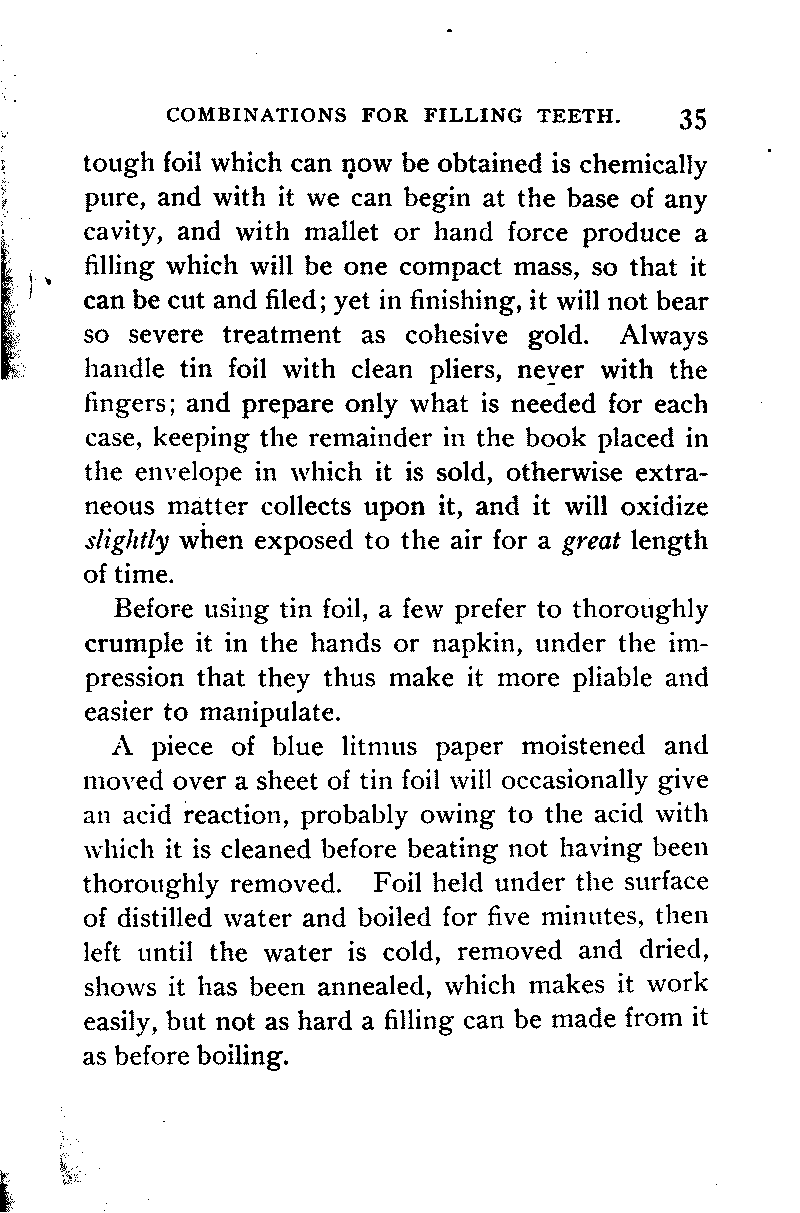 COMBINATIONS FOR FILLING TEETH. 35
tough foil which can now be obtained is chemically
pure, and with it we can begin at the base of any
cavity, and with mallet or hand force produce a
filling which will be one compact mass, so that it
can be cut and filed; yet in finishing, it will not bear
so severe treatment as cohesive gold. Always
handle tin foil with clean pliers, never with the
fingers; and prepare only what is needed for each
case, keeping the remainder in the book placed in
the envelope in which it is sold, otherwise extra-
neous matter collects upon it, and it will oxidize
slightly when exposed to the air for a great length
of time.
Before using tin foil, a few prefer to thoroughly
crumple it in the hands or napkin, under the im-
pression that they thus make it more pliable and
easier to manipulate.
A piece of blue litmus paper moistened and
moved over a sheet of tin foil will occasionally give
an acid reaction, probably owing to the acid with
which it is cleaned before beating not having been
thoroughly removed. Foil held under the surface
of distilled water and boiled for five minutes, then
left until the water is cold, removed and dried,
shows it has been annealed, which makes it work
easily, but not as hard a filling can be made from it
as before boiling.